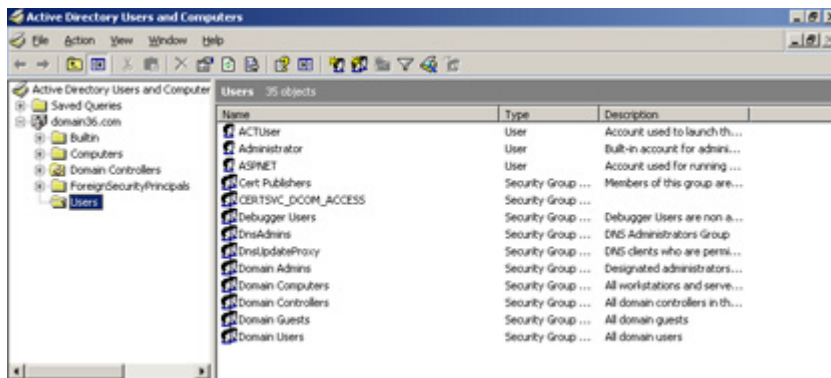 Active Directory Users and Computers
File Action View Window Help
Active Directory Users and Computer
Saved Queries
domain36.com
Builtin
Computers
Domain Controllers
ForeignSecurityPrincipals
Users
Users 35 objects
Name Type Description
ACTUser User Account used to launch th...
Administrator User Built-in account for admini...
ASPNET User Account used for running ...
Cert Publishers Security Group ... Members of this group are...
CERTSVC_DCOM_ACCESS Security Group ...
Debugger Users Security Group ... Debugger Users are non a...
DnsAdmins Security Group ... DNS Administrators Group
DnsUpdateProxy Security Group ... DNS clients who are permi...
Domain Admins Security Group ... Designated administrators...
Domain Computers Security Group ... All workstations and serve...
Domain Controllers Security Group ... All domain controllers in th...
Domain Guests Security Group ... All domain guests
Domain Users Security Group ... All domain users